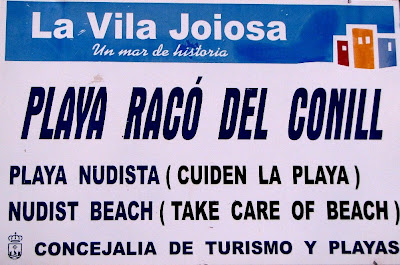 La Vila Joiosa
Un mar de historia
PLAYA RACÓ DEL CONILL
PLAYA NUDISTA ( CUIDEN LA PLAYA )
NUDIST BEACH ( TAKE CARE OF BEACH )
CONCEJALIA DE TURISMO Y PLAYAS